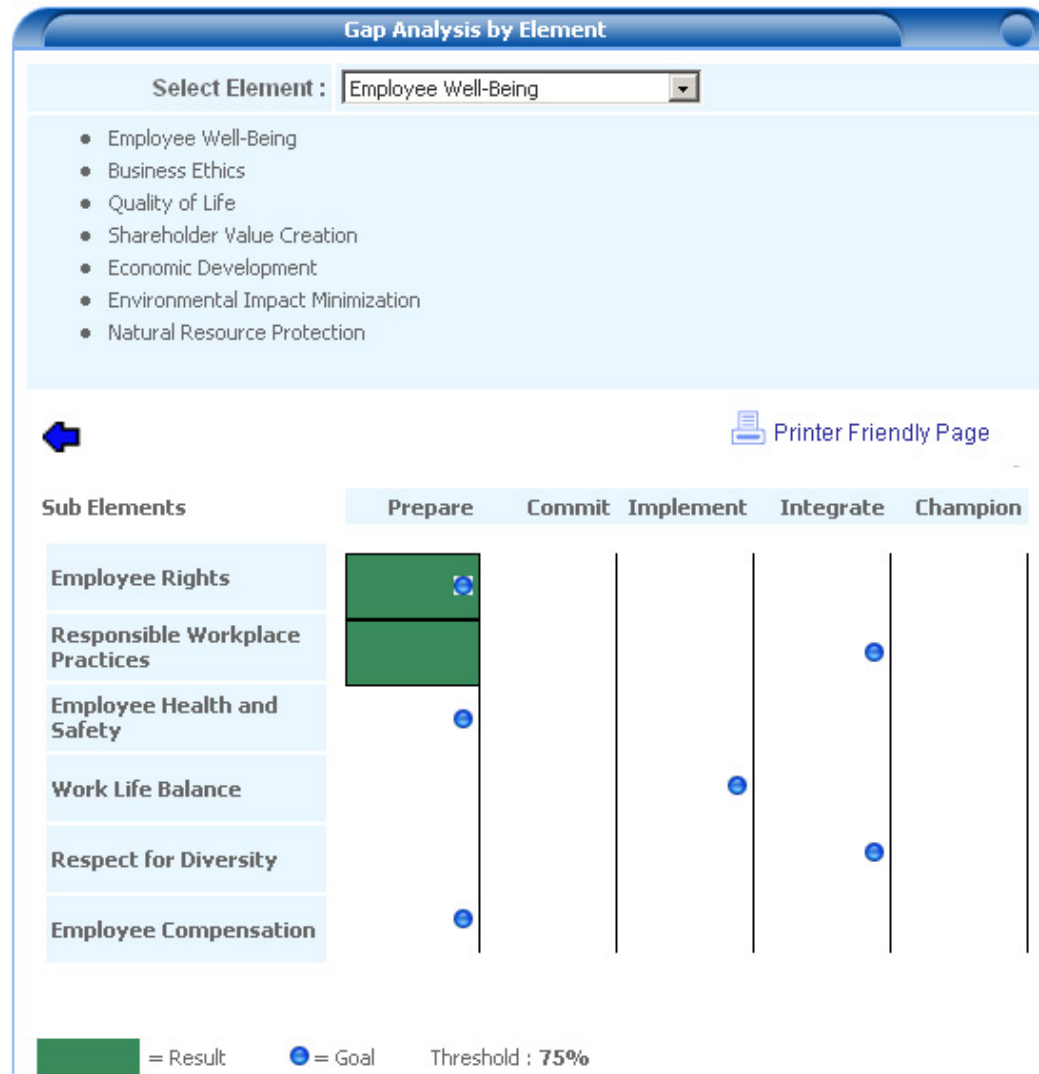 Gap Analysis by Element
Select Element : Employee Well-Being
Employee Well-Being
Business Ethics
Quality of Life
Shareholder Value Creation
Economic Development
Environmental Impact Minimization
Natural Resource Protection
Printer Friendly Page
Sub Elements Prepare Commit Implement Integrate Champion
Employee Rights
Responsible Workplace
Practices
Employee Health and
Safety
Work Life Balance
Respect for Diversity
Employee Compensation
= Result = Goal Threshold : 75%